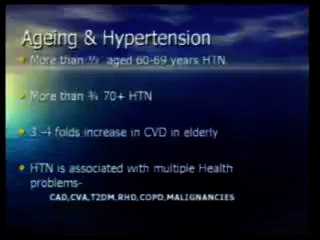 Ageing & Hypertension
More than ½ aged 60-69 years HTN
More than ¾ 70+ HTN
3-4 folds increase in CVD in elderly
HTN is associated with multiple Health
problems-
CAD,CVA,T2DM,RHD,COPD,MALIGNANCIES